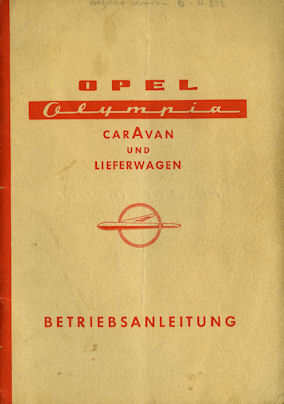 OPEL
Olympia
CARAVAN
UND
LIEFERWAGEN
BETRIEBSANLEITUNG